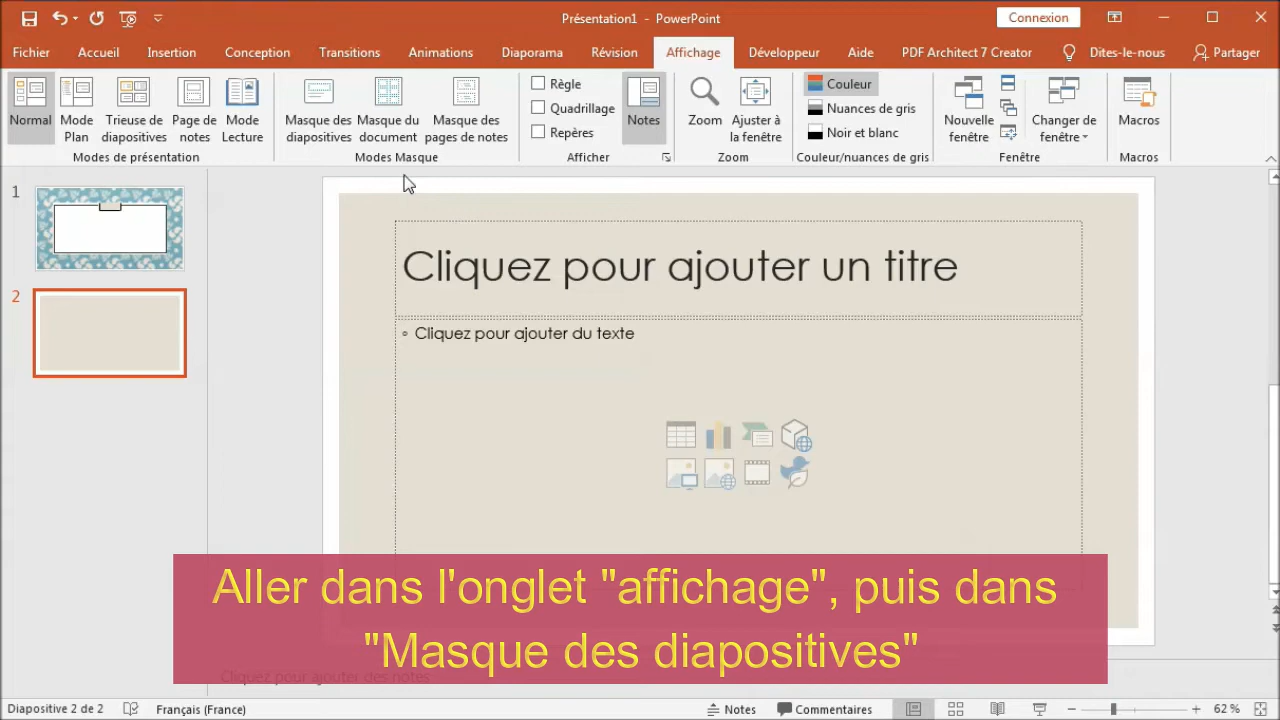 Présentation1 - PowerPoint
Connexion
Fichier Accueil Insertion Conception Transitions Animations Diaporama Révision Affichage Développeur Aide PDF Architect 7 Creator Dites-le-nous Partager
Normal
Mode Plan
Trieuse de diapositives
Page de notes
Mode Lecture
Modes de présentation
Masque des diapositives
Masque du document
Masque des pages de notes
Modes Masque
Règle
Quadrillage
Repères
Afficher
Notes
Zoom
Ajuster à la fenêtre
Zoom
Couleur
Nuances de gris
Noir et blanc
Couleur/nuances de gris
Nouvelle fenêtre
Changer de fenêtre
Fenêtre
Macros
Macros
1
2
Cliquez pour ajouter un titre
Cliquez pour ajouter du texte
Aller dans l'onglet "affichage", puis dans
"Masque des diapositives"
Cliquez pour ajouter des notes
Diapositive 2 de 2 Français (France) Notes Commentaires 62 %